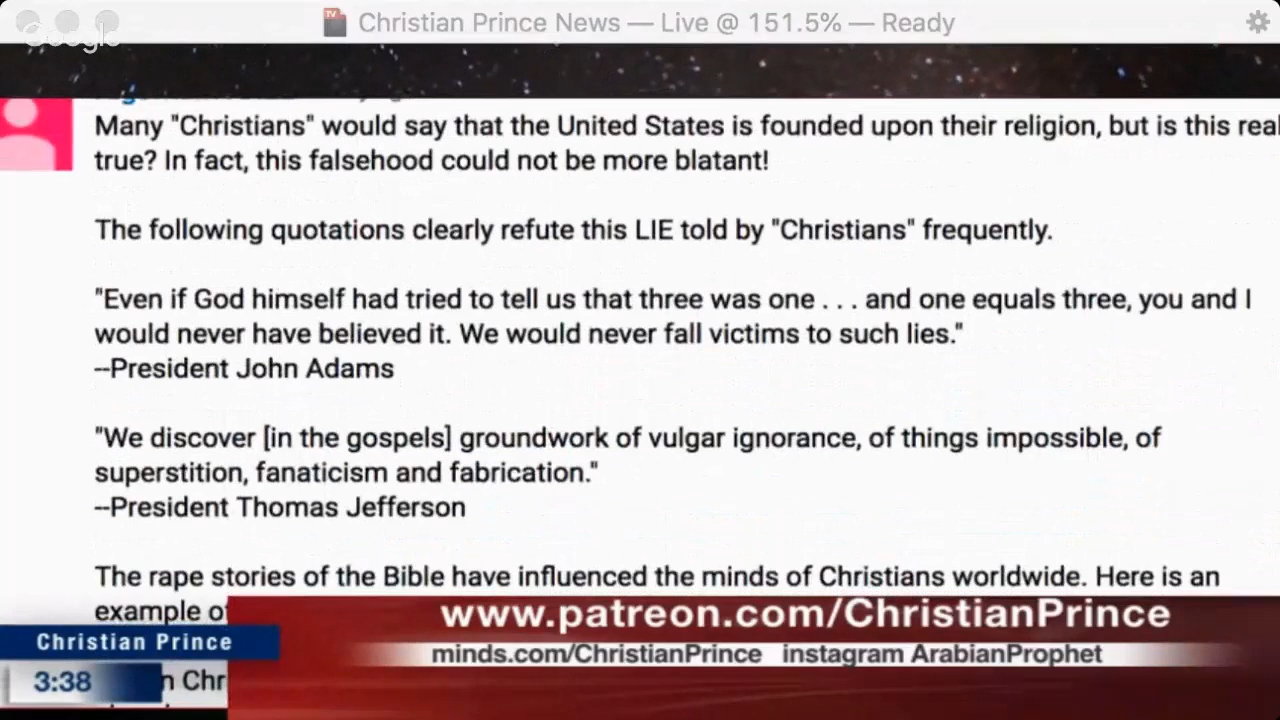 Christian Prince News — Live @ 151.5% — Ready
Google
TV
Many "Christians" would say that the United States is founded upon their religion, but is this real
true? In fact, this falsehood could not be more blatant!
The following quotations clearly refute this LIE told by "Christians" frequently.
"Even if God himself had tried to tell us that three was one . . . and one equals three, you and I
would never have believed it. We would never fall victims to such lies."
--President John Adams
"We discover [in the gospels] groundwork of vulgar ignorance, of things impossible, of
superstition, fanaticism and fabrication."
--President Thomas Jefferson
The rape stories of the Bible have influenced the minds of Christians worldwide. Here is an
example of
www.patreon.com/ChristianPrince
Christian Prince
minds.com/ChristianPrince instagram ArabianProphet
3:38
n Chr